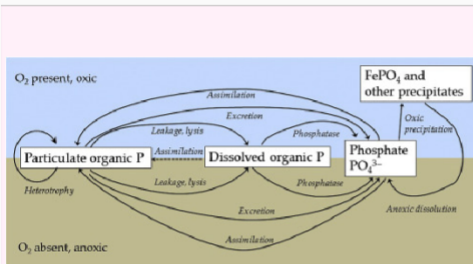 O₂ present, oxic
FePO₄ and
other precipitates
Assimilation
Oxic
precipitation
Excretion
Leakage, lysis
Phosphatase
Particulate organic P
Assimilation
Dissolved organic P
Phosphate
PO₄³⁻
Heterotrophy
Leakage, lysis
Phosphatase
Excretion
Anoxic dissolution
Assimilation
O₂ absent, anoxic